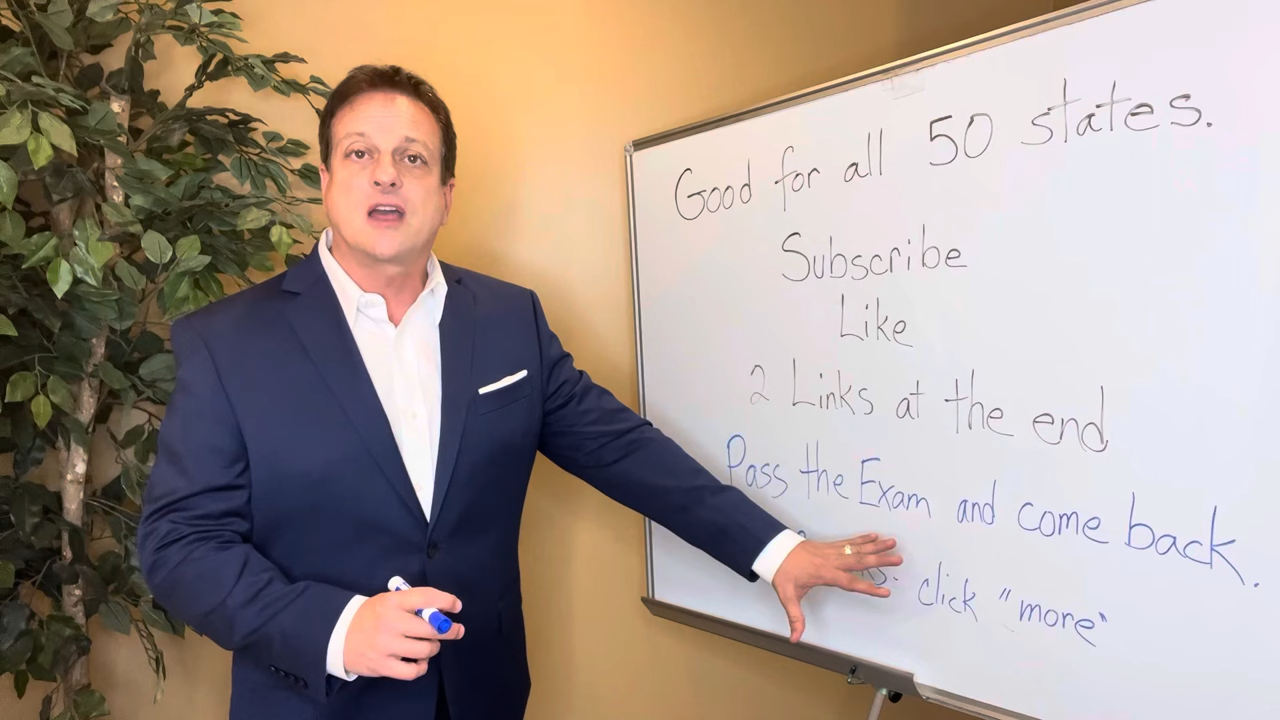 Good for all 50 states.
Subscribe
Like
2 Links at the end
Pass the Exam and come back.
click "more"